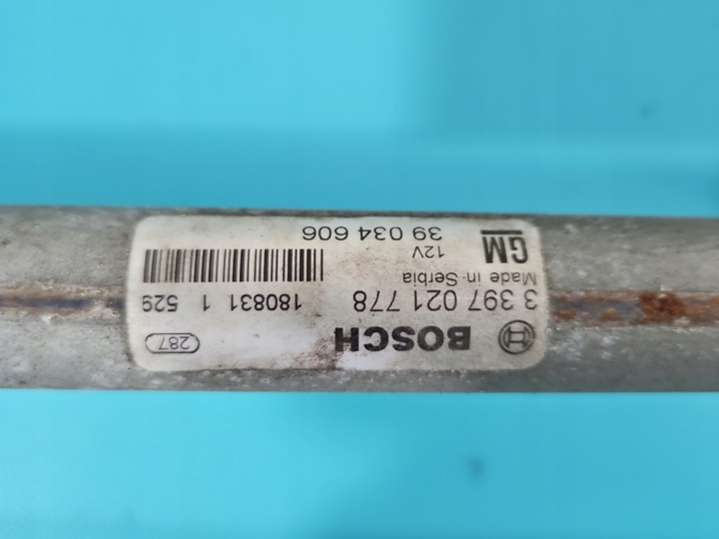 BOSCH
287
3 397 021 778
180831 1 529
Made in Serbia
12V
GM
39 034 606